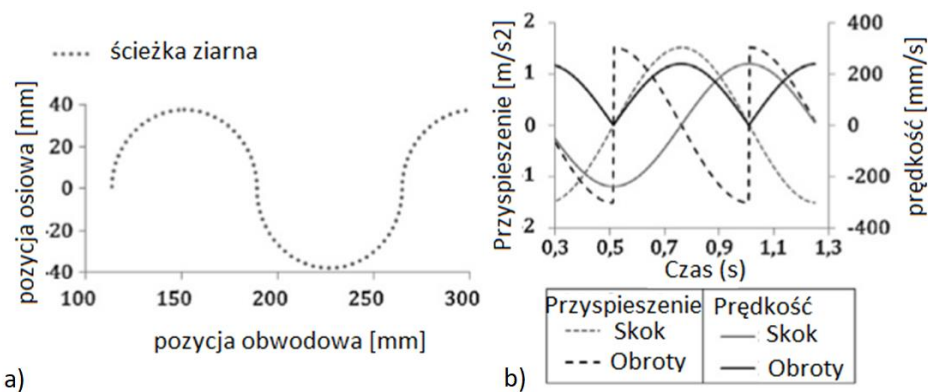 ścieżka ziarna
pozycja osiowa [mm]
40
20
0
-20
-40
100 150 200 250 300
pozycja obwodowa [mm]
a)
Przyspieszenie [m/s2]
2
1
0
1
2
400
200
0
-200
-400
prędkość [mm/s]
0,3 0,5 0,7 0,9 1,1 1,3
Czas (s)
Przyspieszenie Prędkość
Skok Skok
Obroty Obroty
b)